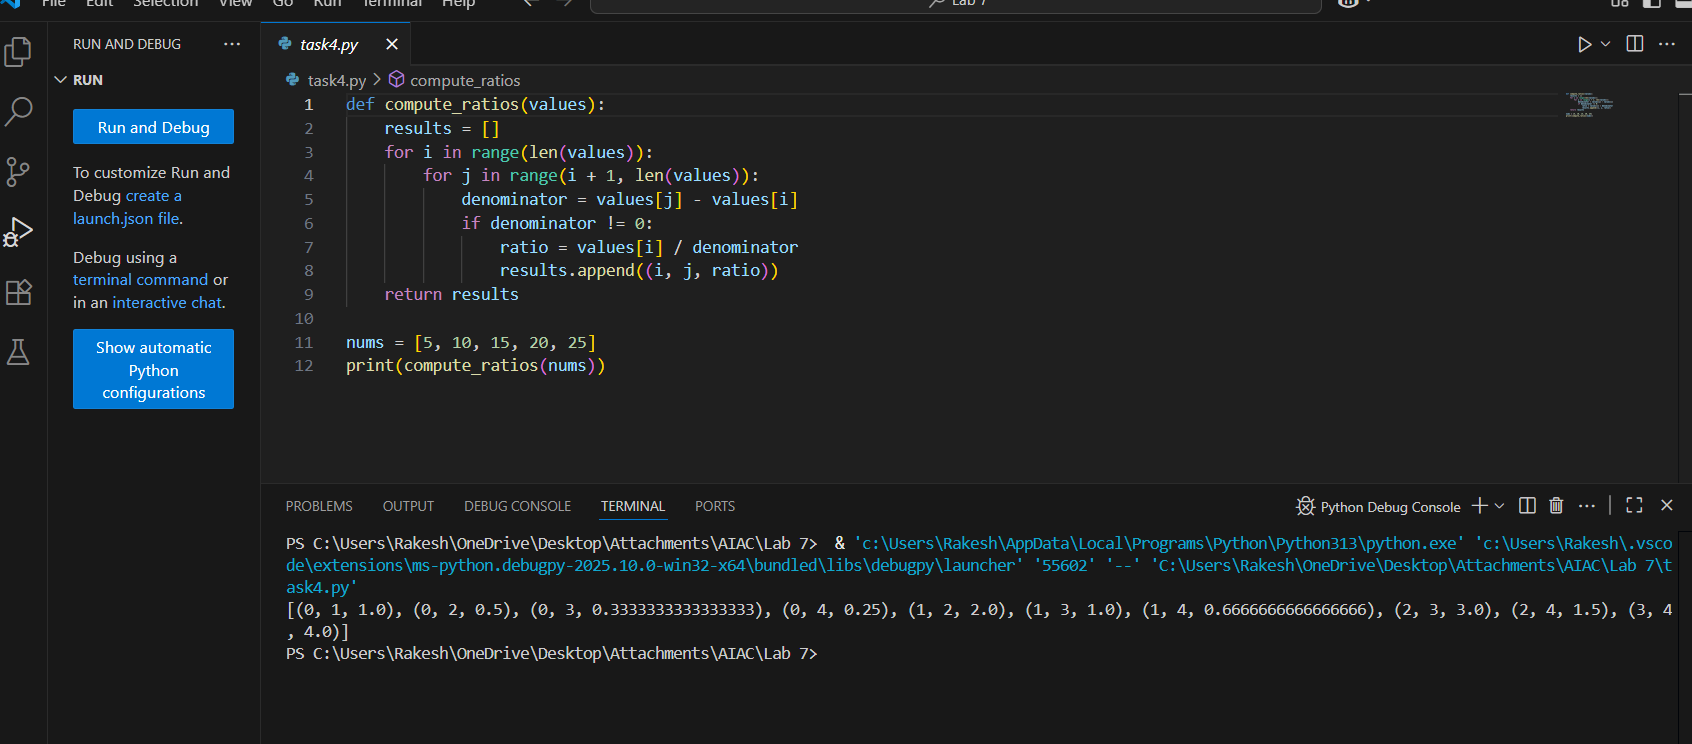 File Edit Selection View Go Run Terminal Help Lab 7
RUN AND DEBUG ···
RUN
Run and Debug
To customize Run and
Debug create a
launch.json file.
Debug using a
terminal command or
in an interactive chat.
Show automatic
Python
configurations
task4.py
task4.py > compute_ratios
1 def compute_ratios(values):
2     results = []
3     for i in range(len(values)):
4         for j in range(i + 1, len(values)):
5             denominator = values[j] - values[i]
6             if denominator != 0:
7                 ratio = values[i] / denominator
8                 results.append((i, j, ratio))
9     return results
10
11 nums = [5, 10, 15, 20, 25]
12 print(compute_ratios(nums))
PROBLEMS OUTPUT DEBUG CONSOLE TERMINAL PORTS Python Debug Console
PS C:\Users\Rakesh\OneDrive\Desktop\Attachments\AIAC\Lab 7>  & 'c:\Users\Rakesh\AppData\Local\Programs\Python\Python313\python.exe' 'c:\Users\Rakesh\.vsco
de\extensions\ms-python.debugpy-2025.10.0-win32-x64\bundled\libs\debugpy\launcher' '55602' '--' 'C:\Users\Rakesh\OneDrive\Desktop\Attachments\AIAC\Lab 7\t
ask4.py'
[(0, 1, 1.0), (0, 2, 0.5), (0, 3, 0.3333333333333333), (0, 4, 0.25), (1, 2, 2.0), (1, 3, 1.0), (1, 4, 0.6666666666666666), (2, 3, 3.0), (2, 4, 1.5), (3, 4
, 4.0)]
PS C:\Users\Rakesh\OneDrive\Desktop\Attachments\AIAC\Lab 7>